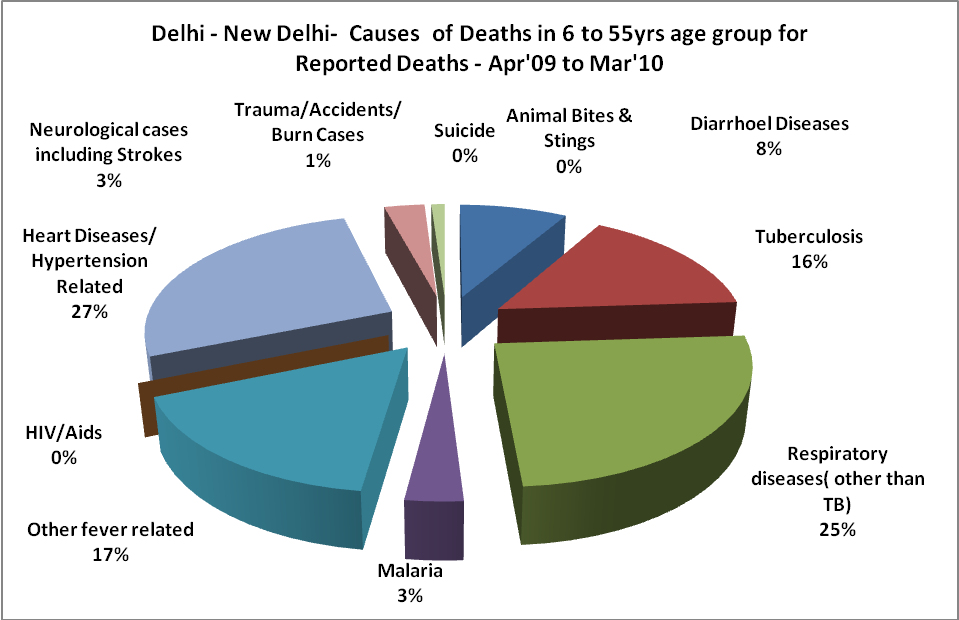 Delhi - New Delhi-  Causes  of Deaths in 6 to 55yrs age group for
Reported Deaths - Apr'09 to Mar'10
Neurological cases
including Strokes
3%
Trauma/Accidents/
Burn Cases
1%
Suicide
0%
Animal Bites &
Stings
0%
Diarrhoel Diseases
8%
Heart Diseases/
Hypertension
Related
27%
Tuberculosis
16%
HIV/Aids
0%
Respiratory
diseases( other than
TB)
25%
Other fever related
17%
Malaria
3%